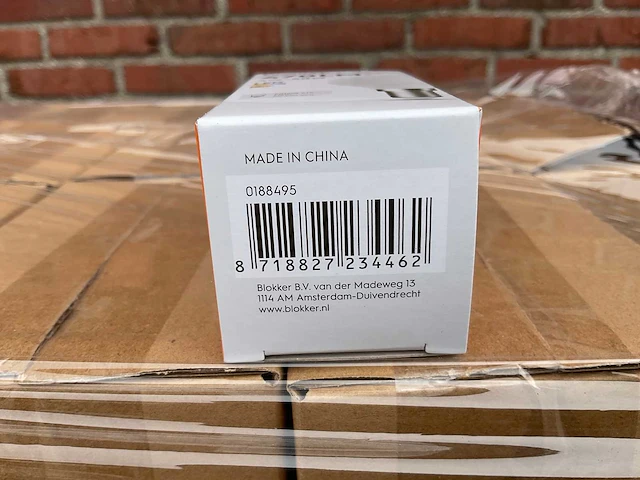 MADE IN CHINA
0188495
8 718827 234462
Blokker B.V. van der Madeweg 13
1114 AM Amsterdam-Duivendrecht
www.blokker.nl